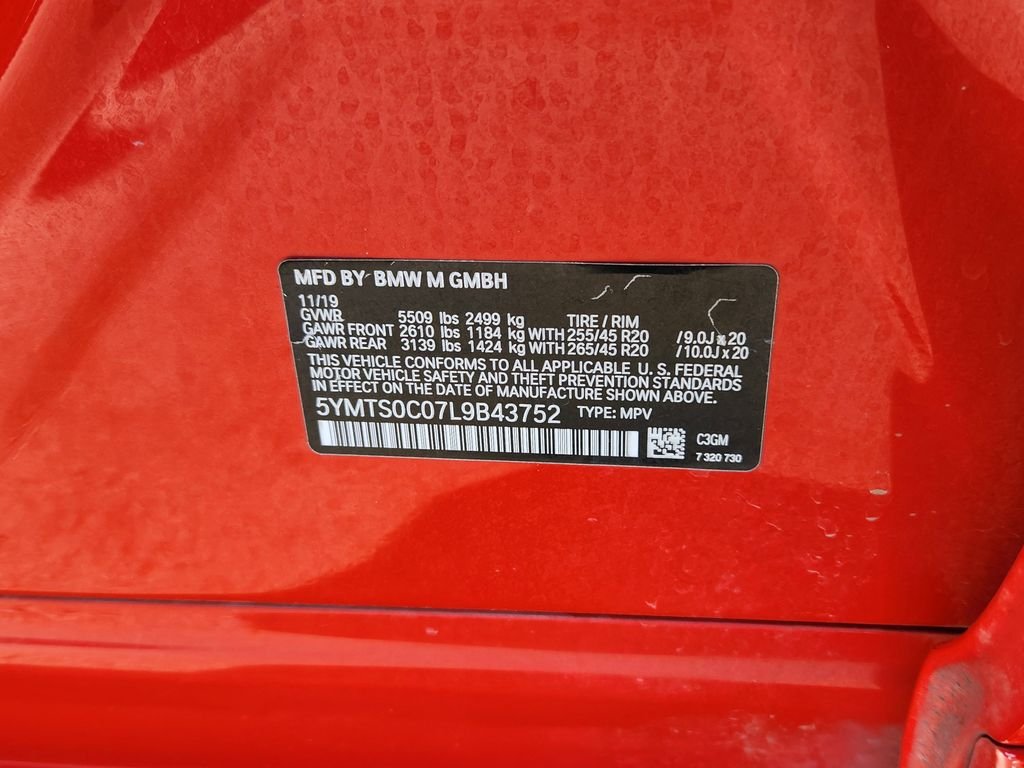 MFD BY BMW M GMBH
11/19
GVWR 5509 lbs 2499 kg TIRE / RIM
GAWR FRONT 2610 lbs 1184 kg WITH 255/45 R20 / 9.0J x 20
GAWR REAR 3139 lbs 1424 kg WITH 265/45 R20 / 10.0J x 20
THIS VEHICLE CONFORMS TO ALL APPLICABLE U. S. FEDERAL
MOTOR VEHICLE SAFETY AND THEFT PREVENTION STANDARDS
IN EFFECT ON THE DATE OF MANUFACTURE SHOWN ABOVE.
5YMTS0C07L9B43752 TYPE: MPV
C3GM
7 320 730